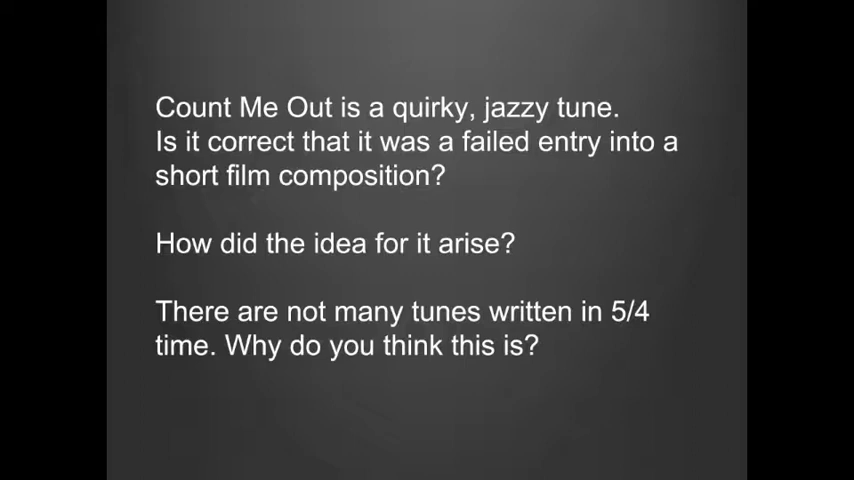 Count Me Out is a quirky, jazzy tune.
Is it correct that it was a failed entry into a
short film composition?
How did the idea for it arise?
There are not many tunes written in 5/4
time. Why do you think this is?